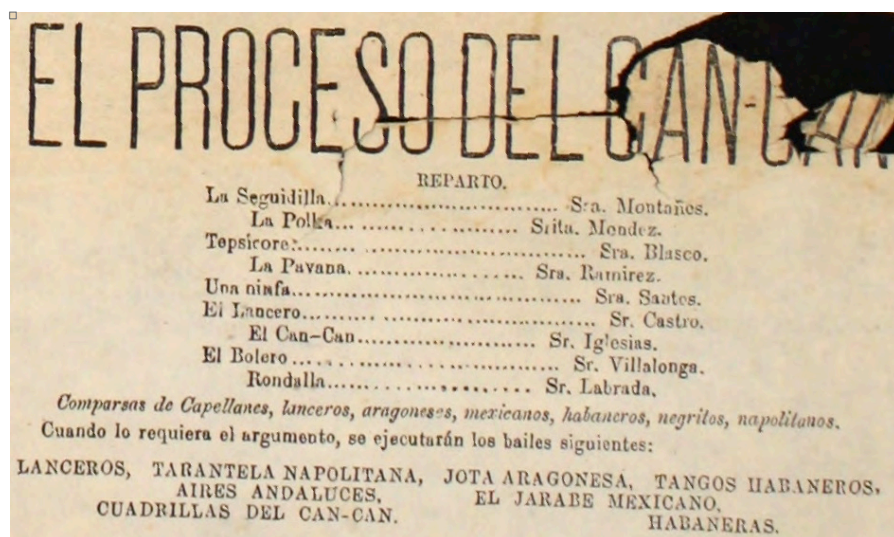 EL PROCESO DEL CAN-CAN
REPARTO.
La Seguidilla............ Sra. Montañes.
La Polka............ Srita. Mendez.
Tepsicore............ Sra. Blasco.
La Pavana............ Sra. Ramirez.
Una ninfa............ Sra. Santos.
El Lancero............ Sr. Castro.
El Can-Can............ Sr. Iglesias.
El Bolero............ Sr. Villalonga.
Rondalla............ Sr. Labrada.
Comparsas de Capellanes, lanceros, aragoneses, mexicanos, habaneros, negritos, napolitanos.
Cuando lo requiera el argumento, se ejecutarán los bailes siguientes:
LANCEROS, TARANTELA NAPOLITANA, JOTA ARAGONESA, TANGOS HABANEROS,
AIRES ANDALUCES, EL JARABE MEXICANO,
CUADRILLAS DEL CAN-CAN. HABANERAS.